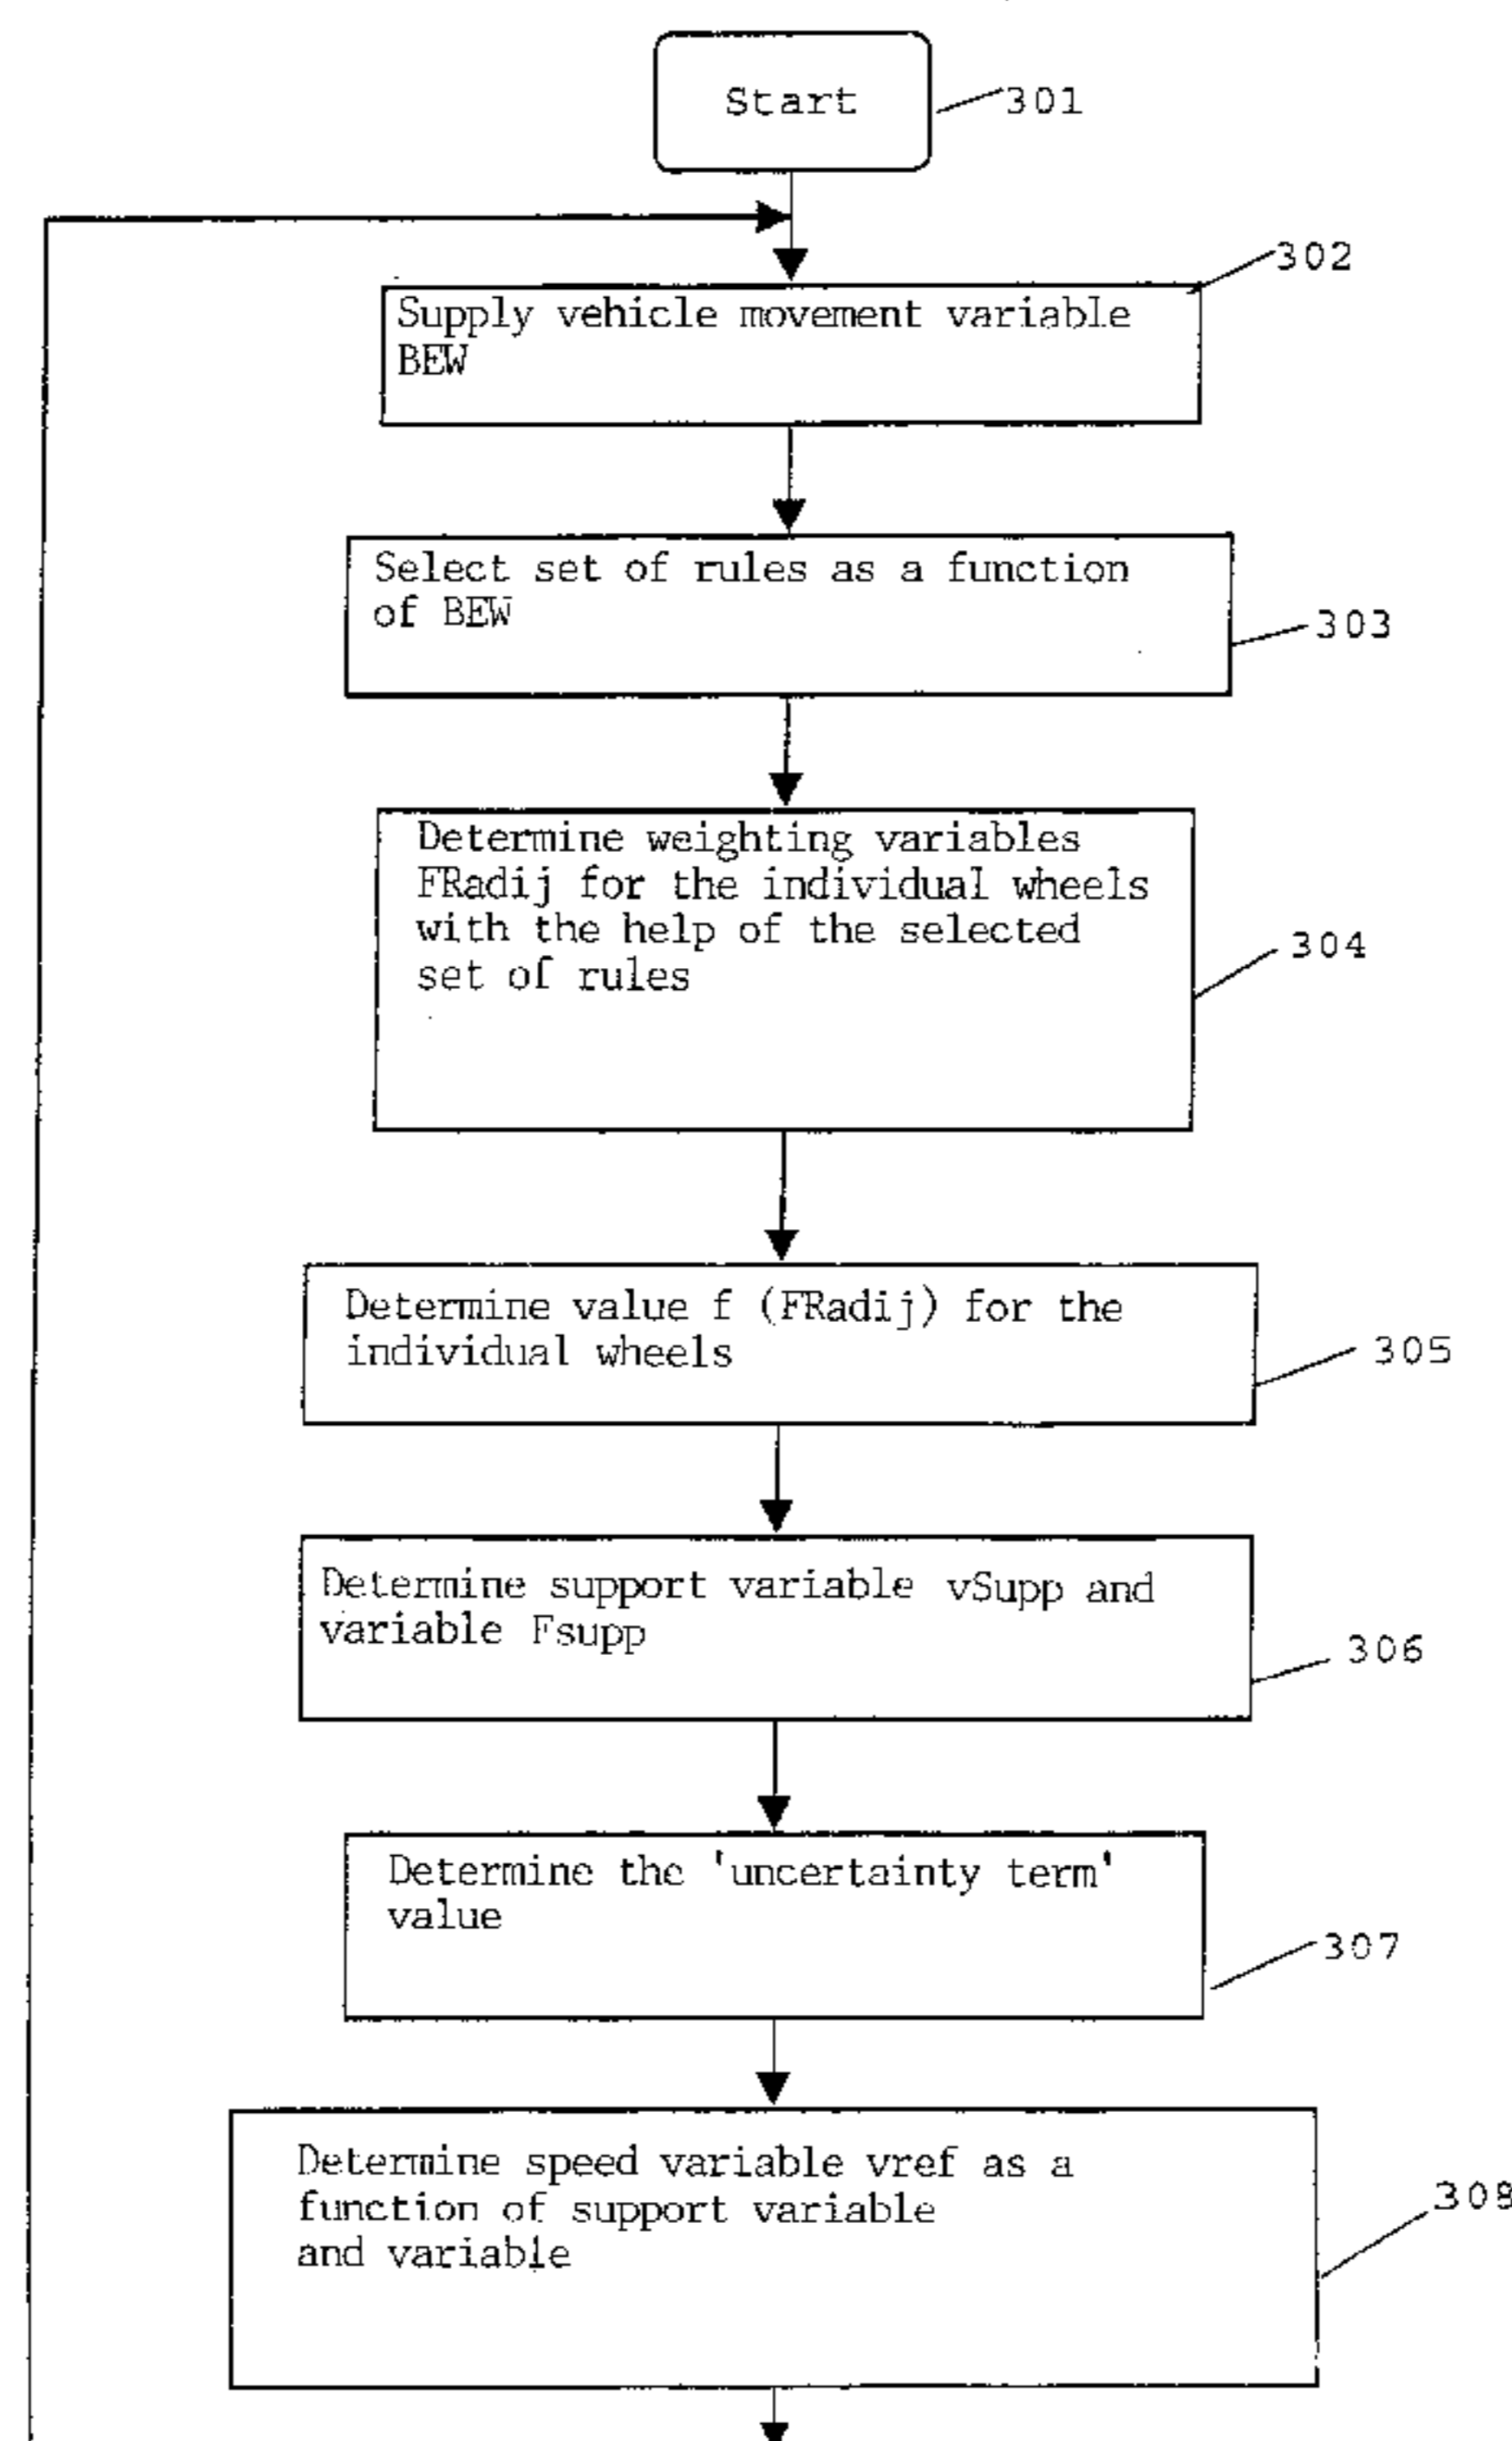 Start
301
302
Supply vehicle movement variable
BEW
Select set of rules as a function
of BEW
303
Determine weighting variables
FRadij for the individual wheels
with the help of the selected
set of rules
304
Determine value f (FRadij) for the
individual wheels
305
Determine support variable vSupp and
variable Fsupp
306
Determine the 'uncertainty term'
value
307
Determine speed variable vref as a
function of support variable
and variable
308